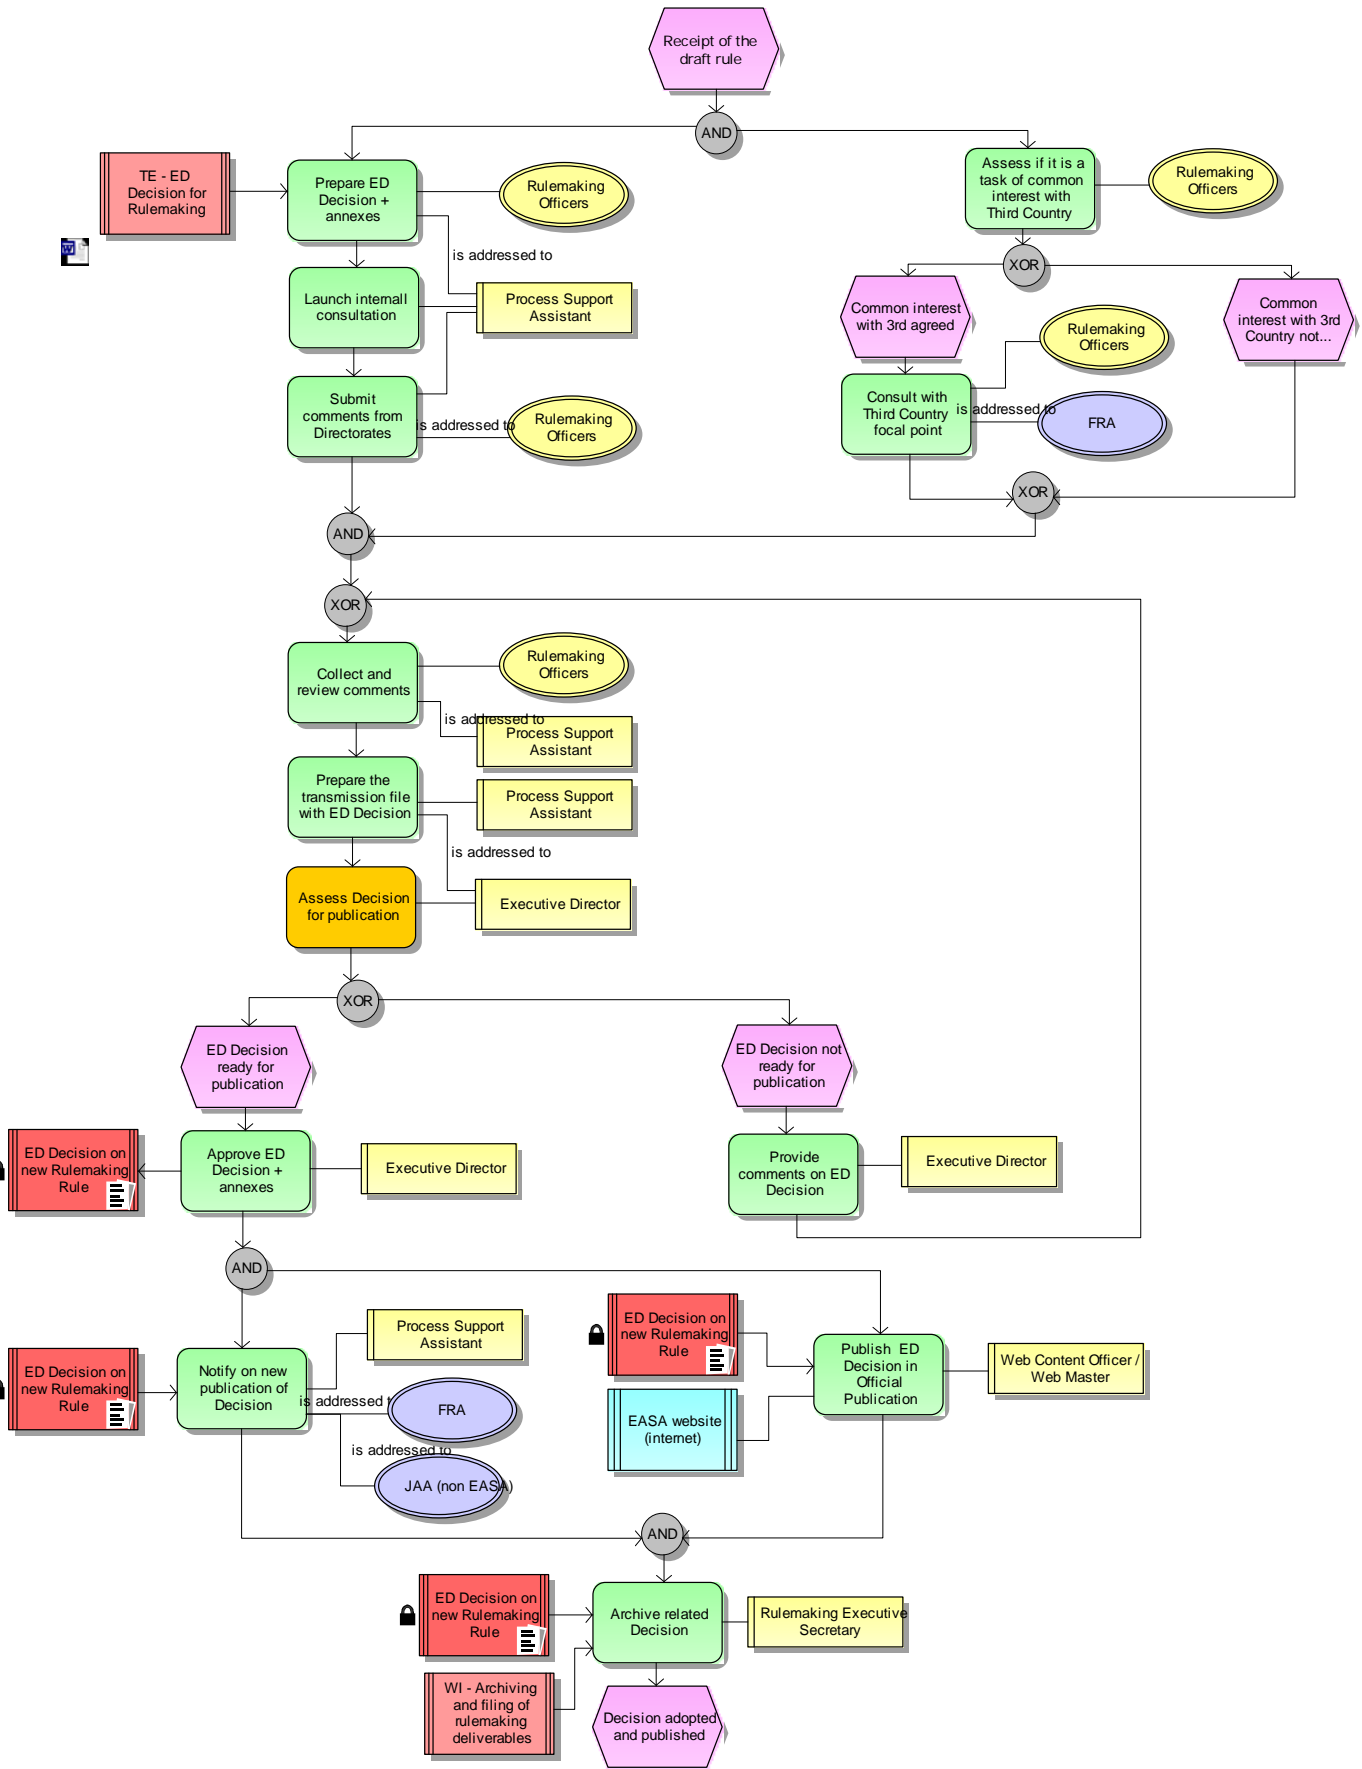 Receipt of the
draft rule
AND
TE - ED
Decision for
Rulemaking
Prepare ED
Decision +
annexes
Rulemaking
Officers
Assess if it is a
task of common
interest with
Third Country
Rulemaking
Officers
is addressed to
XOR
Launch internall
consultation
Process Support
Assistant
Common interest
with 3rd agreed
Common
interest with 3rd
Country not...
Rulemaking
Officers
Submit
comments from
Directorates
is addressed to
Rulemaking
Officers
Consult with
Third Country
focal point
is addressed to
FRA
XOR
AND
XOR
Collect and
review comments
Rulemaking
Officers
is addressed to
Process Support
Assistant
Prepare the
transmission file
with ED Decision
Process Support
Assistant
is addressed to
Assess Decision
for publication
Executive Director
XOR
ED Decision
ready for
publication
ED Decision not
ready for
publication
ED Decision on
new Rulemaking
Rule
Approve ED
Decision +
annexes
Executive Director
Provide
comments on ED
Decision
Executive Director
AND
Process Support
Assistant
ED Decision on
new Rulemaking
Rule
Publish ED
Decision in
Official
Publication
Web Content Officer /
Web Master
ED Decision on
new Rulemaking
Rule
Notify on new
publication of
Decision
is addressed t
FRA
EASA website
(internet)
is addressed to
JAA (non EASA)
AND
ED Decision on
new Rulemaking
Rule
Archive related
Decision
Rulemaking Executive
Secretary
WI - Archiving
and filing of
rulemaking
deliverables
Decision adopted
and published